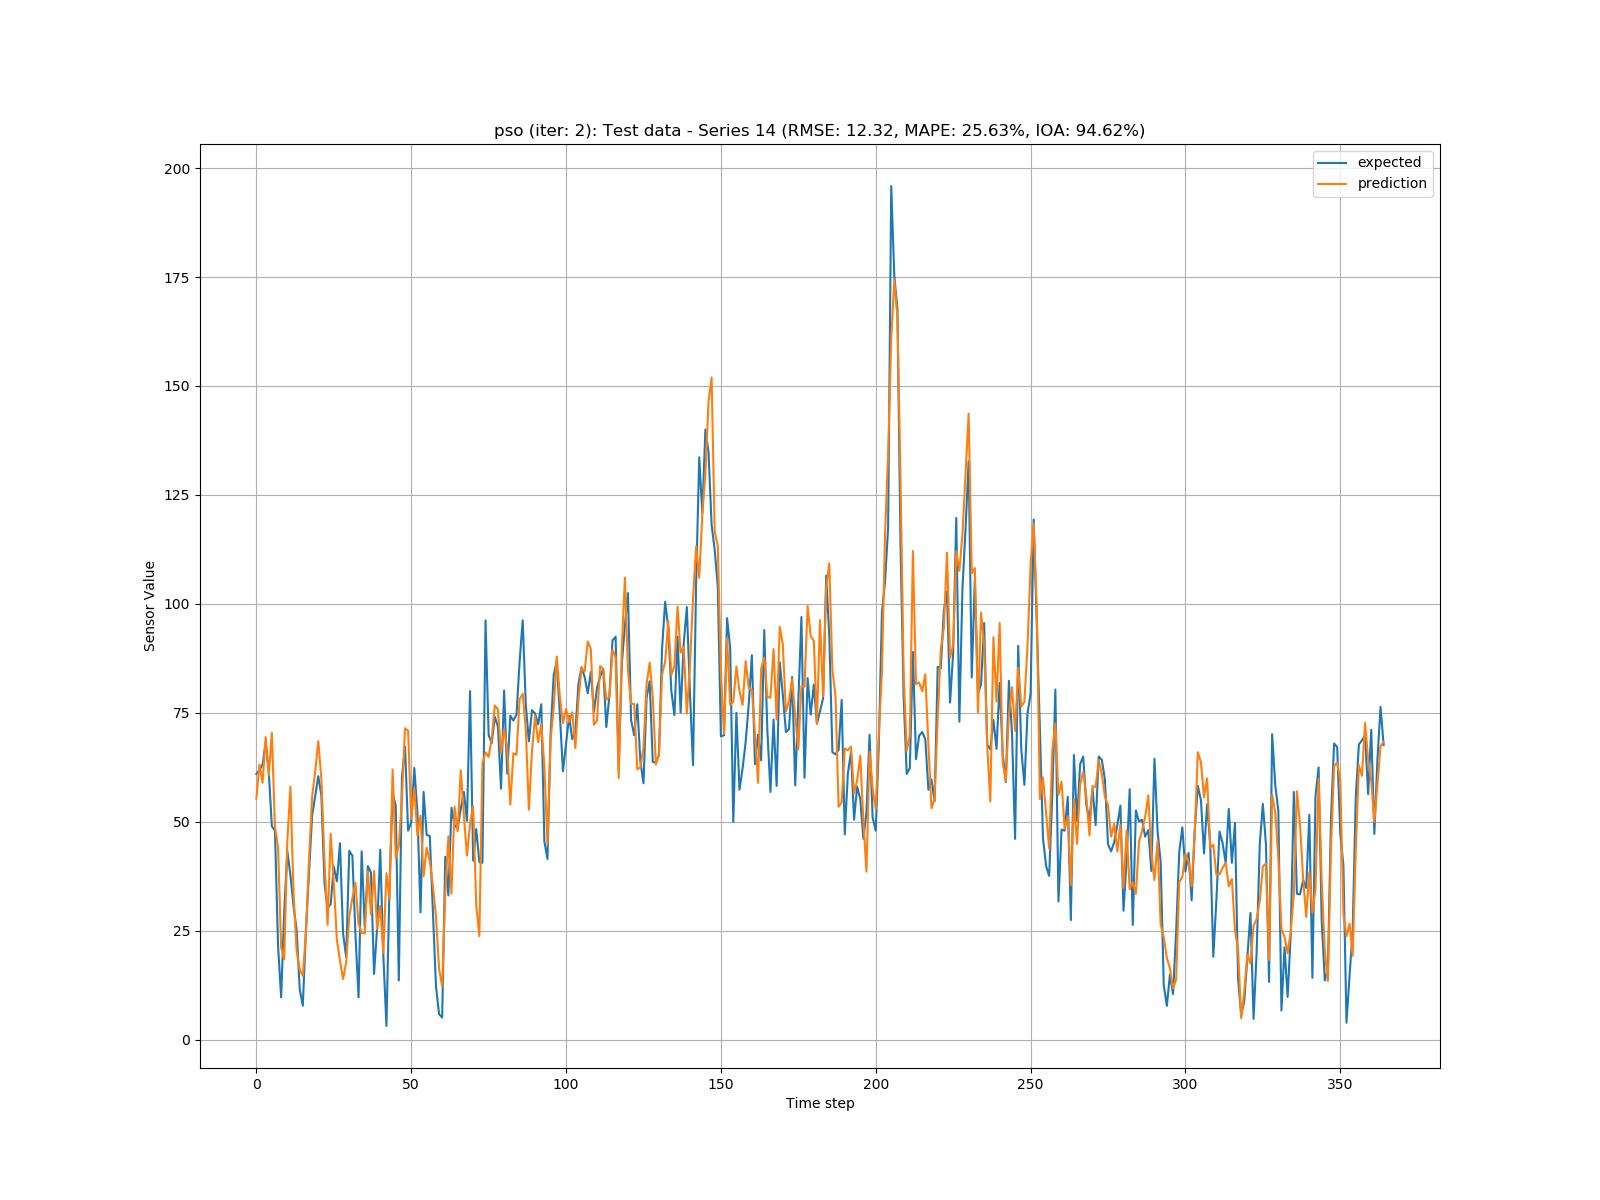 pso (iter: 2): Test data - Series 14 (RMSE: 12.32, MAPE: 25.63%, IOA: 94.62%)
expected
prediction
200
175
150
125
100
75
50
25
0
Sensor Value
0 50 100 150 200 250 300 350
Time step